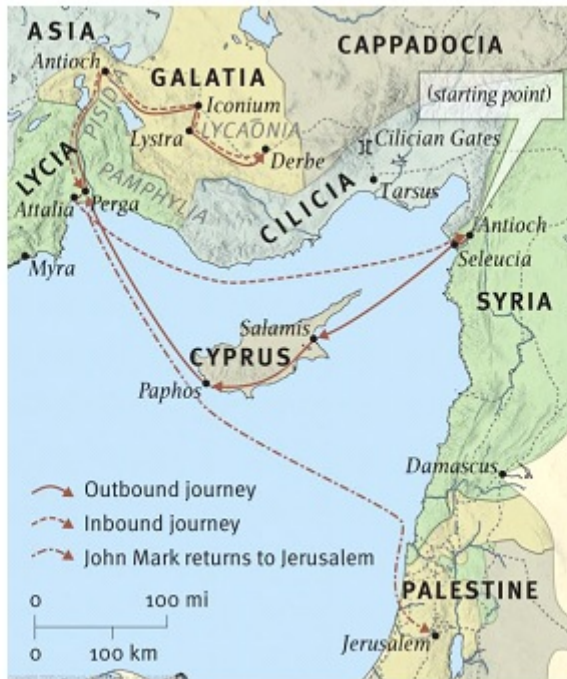 ASIA
CAPPADOCIA
Antioch
GALATIA
(starting point)
PISIDIA
Iconium
LYCAONIA
Lystra
Cilician Gates
Derbe
LYCIA
PAMPHYLIA
CILICIA
Tarsus
Attalia
Perga
Antioch
Seleucia
Myra
SYRIA
Salamis
CYPRUS
Paphos
Damascus
Outbound journey
Inbound journey
John Mark returns to Jerusalem
PALESTINE
0 100 mi
0 100 km
Jerusalem